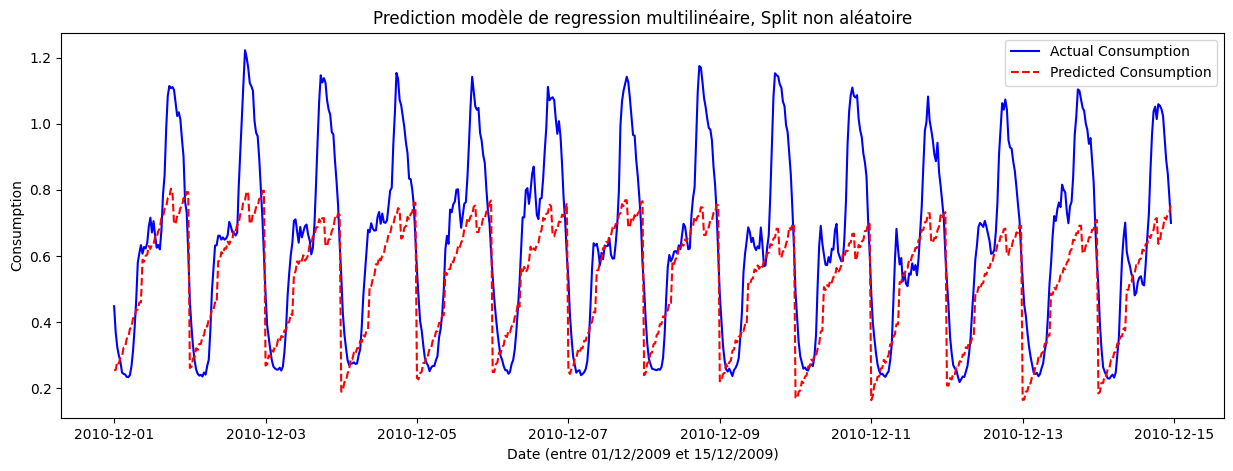 Prediction modèle de regression multilinéaire, Split non aléatoire
Actual Consumption
Predicted Consumption
Consumption
1.2
1.0
0.8
0.6
0.4
0.2
2010-12-01 2010-12-03 2010-12-05 2010-12-07 2010-12-09 2010-12-11 2010-12-13 2010-12-15
Date (entre 01/12/2009 et 15/12/2009)